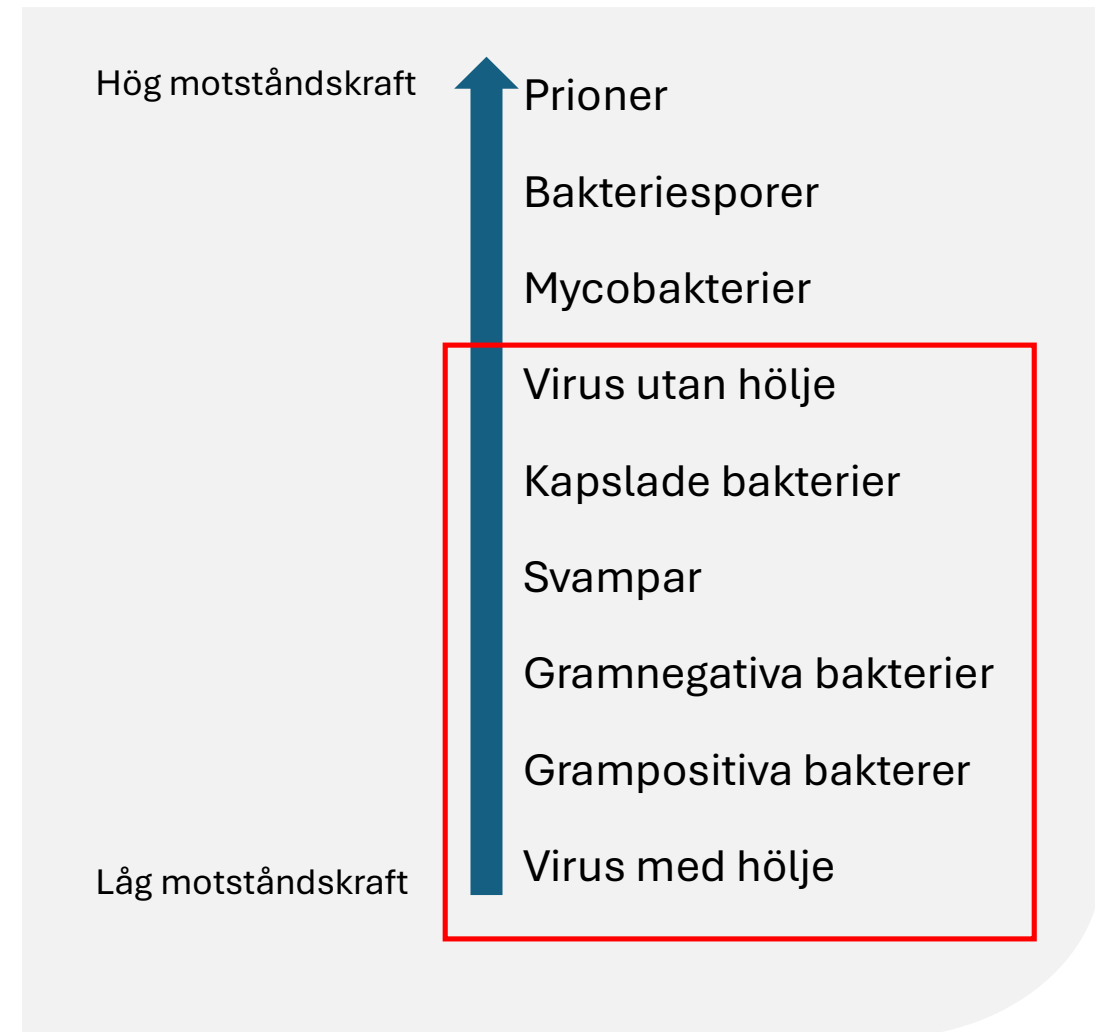 Hög motståndskraft
Prioner
Bakteriesporer
Mycobakterier
Virus utan hölje
Kapslade bakterier
Svampar
Gramnegativa bakterier
Grampositiva bakterer
Virus med hölje
Låg motståndskraft